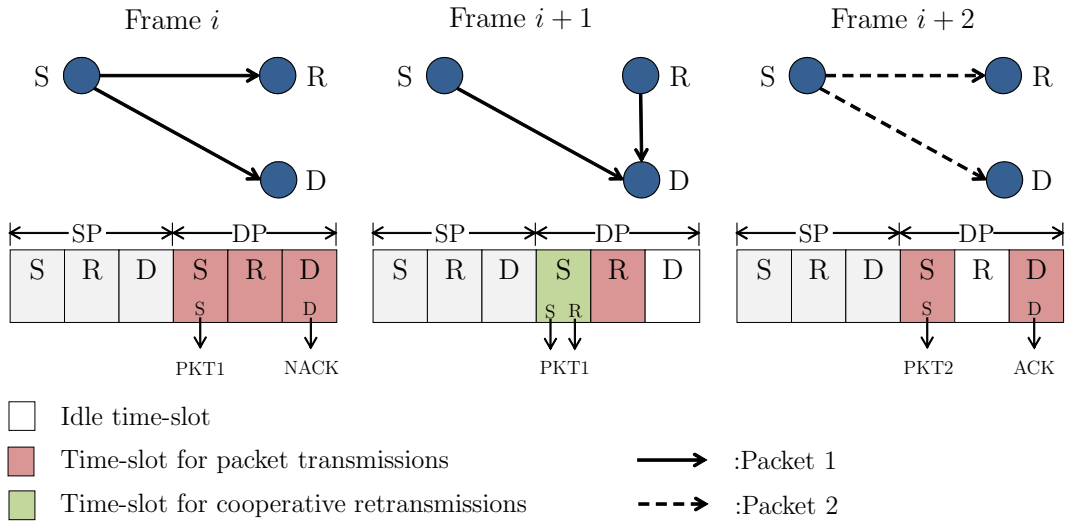 Frame i
Frame i + 1
Frame i + 2
S R
S R
S R
D
D
D
SP DP
SP DP
SP DP
S R D S R D
S R D S R D
S R D S R D
S D
S R
S D
PKT1 NACK
PKT1
PKT2 ACK
Idle time-slot
Time-slot for packet transmissions
:Packet 1
Time-slot for cooperative retransmissions
:Packet 2